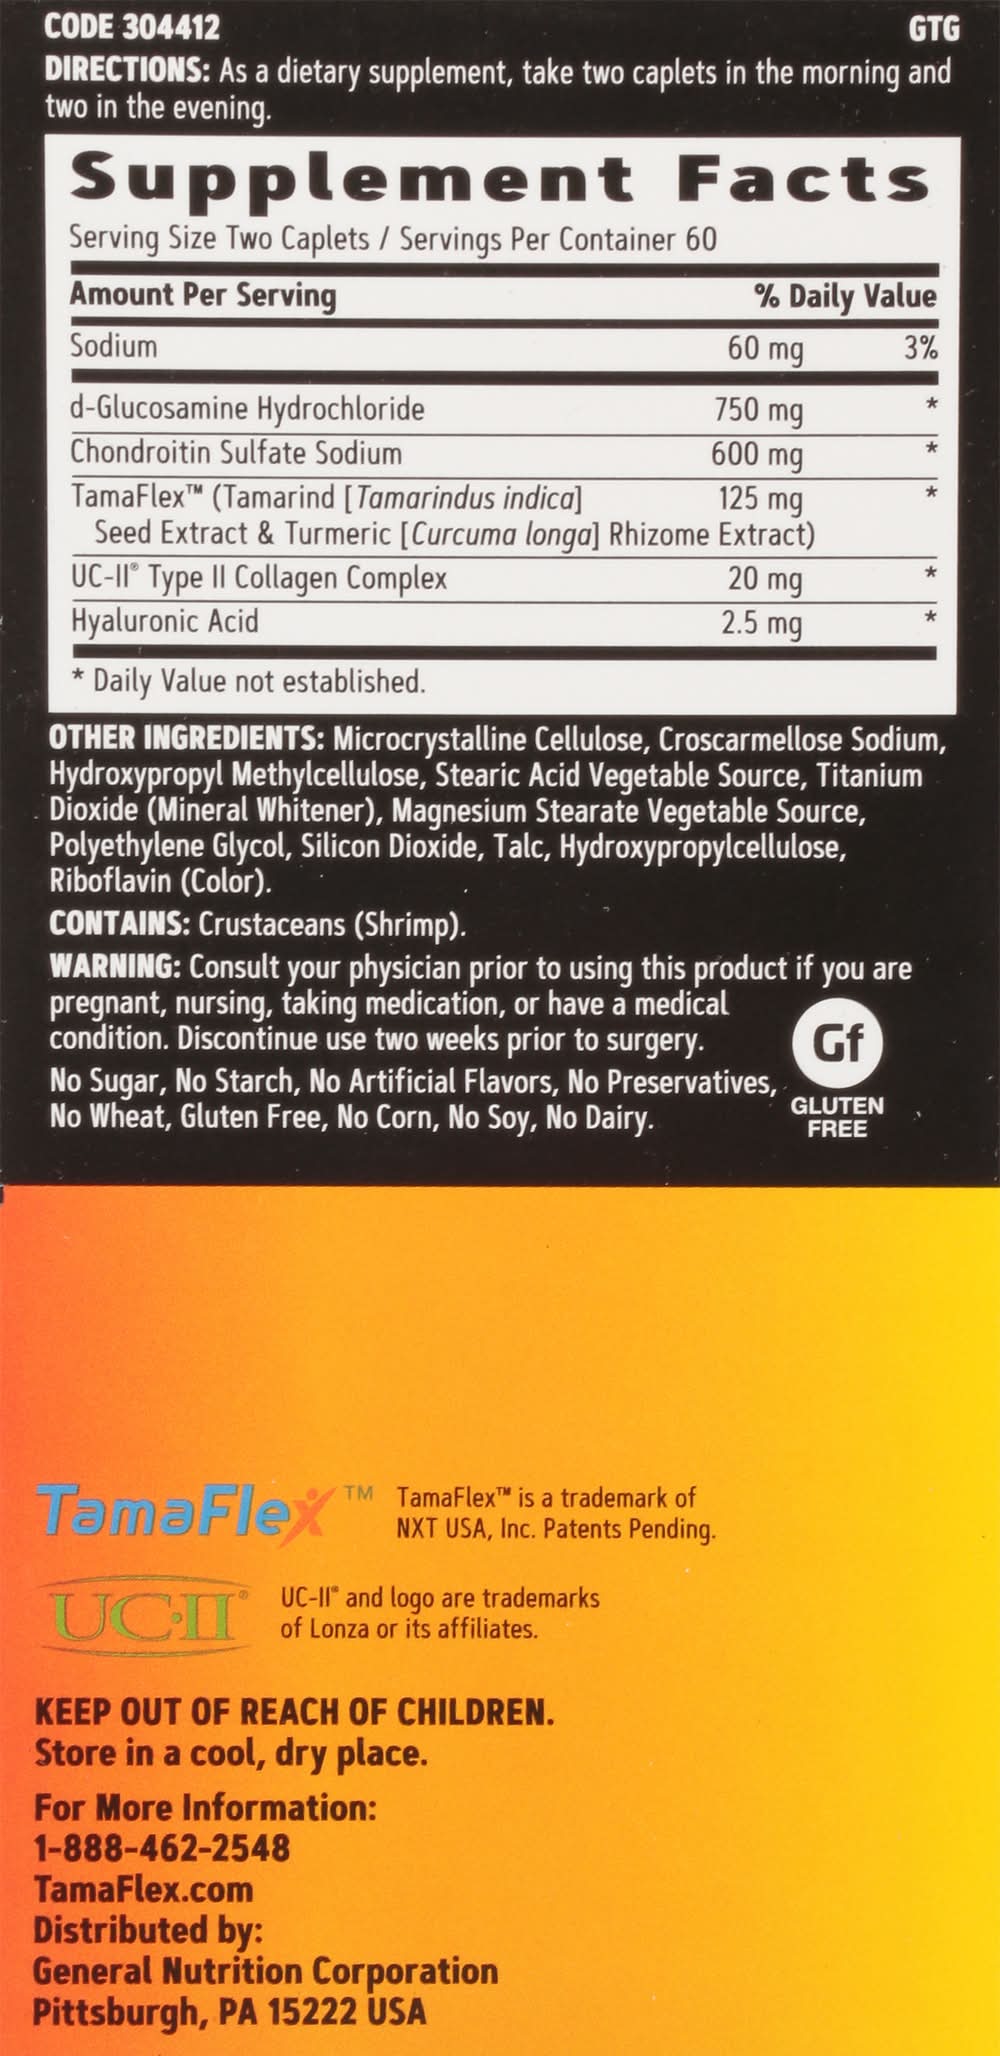 CODE 304412 GTG
DIRECTIONS: As a dietary supplement, take two caplets in the morning and
two in the evening.
Supplement Facts
Serving Size Two Caplets / Servings Per Container 60
Amount Per Serving % Daily Value
Sodium 60 mg 3%
d-Glucosamine Hydrochloride 750 mg *
Chondroitin Sulfate Sodium 600 mg *
TamaFlex™ (Tamarind [Tamarindus indica] 125 mg *
Seed Extract & Turmeric [Curcuma longa] Rhizome Extract)
UC-II® Type II Collagen Complex 20 mg *
Hyaluronic Acid 2.5 mg *
* Daily Value not established.
OTHER INGREDIENTS: Microcrystalline Cellulose, Croscarmellose Sodium,
Hydroxypropyl Methylcellulose, Stearic Acid Vegetable Source, Titanium
Dioxide (Mineral Whitener), Magnesium Stearate Vegetable Source,
Polyethylene Glycol, Silicon Dioxide, Talc, Hydroxypropylcellulose,
Riboflavin (Color).
CONTAINS: Crustaceans (Shrimp).
WARNING: Consult your physician prior to using this product if you are
pregnant, nursing, taking medication, or have a medical
condition. Discontinue use two weeks prior to surgery.
No Sugar, No Starch, No Artificial Flavors, No Preservatives,
No Wheat, Gluten Free, No Corn, No Soy, No Dairy.
Gf
GLUTEN
FREE
TamaFlex™
TamaFlex™ is a trademark of
NXT USA, Inc. Patents Pending.
UC·II®
UC-II® and logo are trademarks
of Lonza or its affiliates.
KEEP OUT OF REACH OF CHILDREN.
Store in a cool, dry place.
For More Information:
1-888-462-2548
TamaFlex.com
Distributed by:
General Nutrition Corporation
Pittsburgh, PA 15222 USA